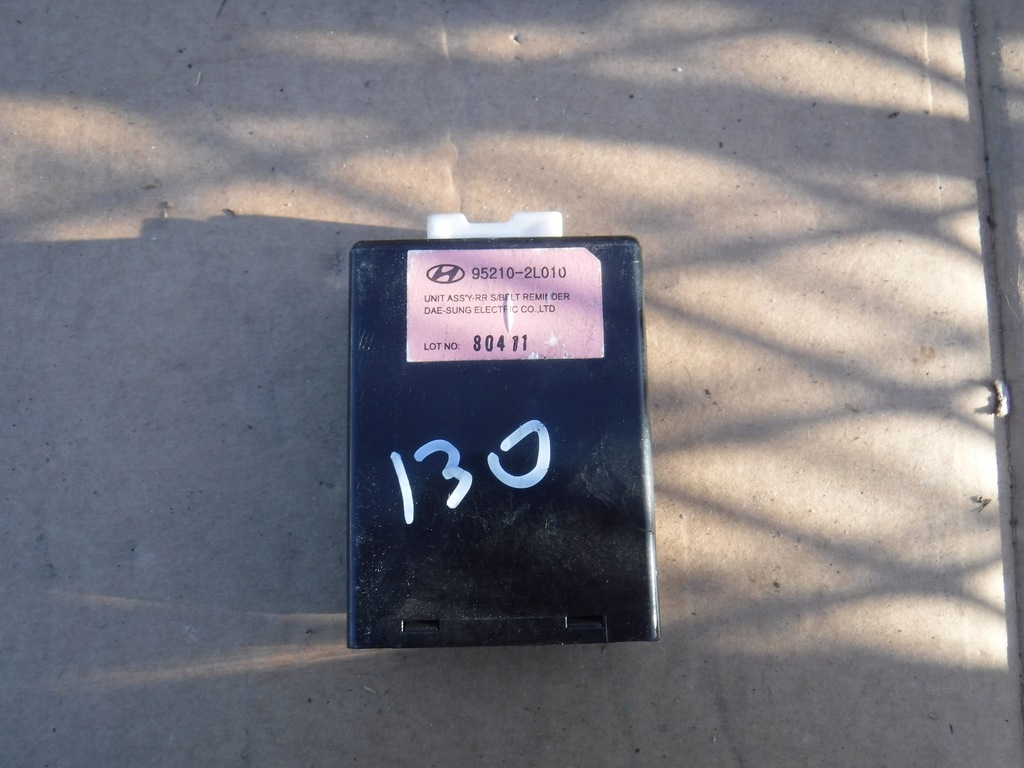 95210-2L010
UNIT ASS'Y-RR S/BELT REMINDER
DAE-SUNG ELECTRIC CO.,LTD
LOT NO: 80411
130